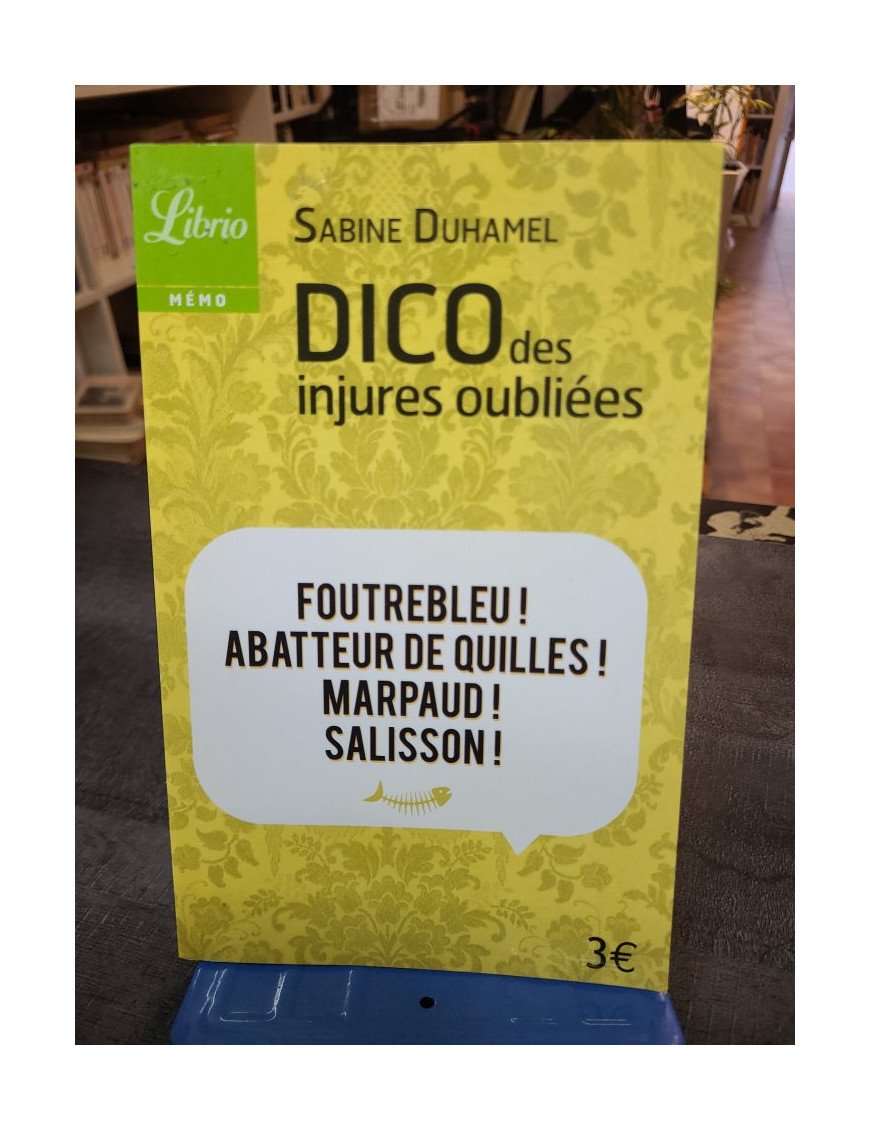 Librio
MÉMO
SABINE DUHAMEL
DICO des
injures oubliées
FOUTREBLEU !
ABATTEUR DE QUILLES !
MARPAUD !
SALISSON !
3€